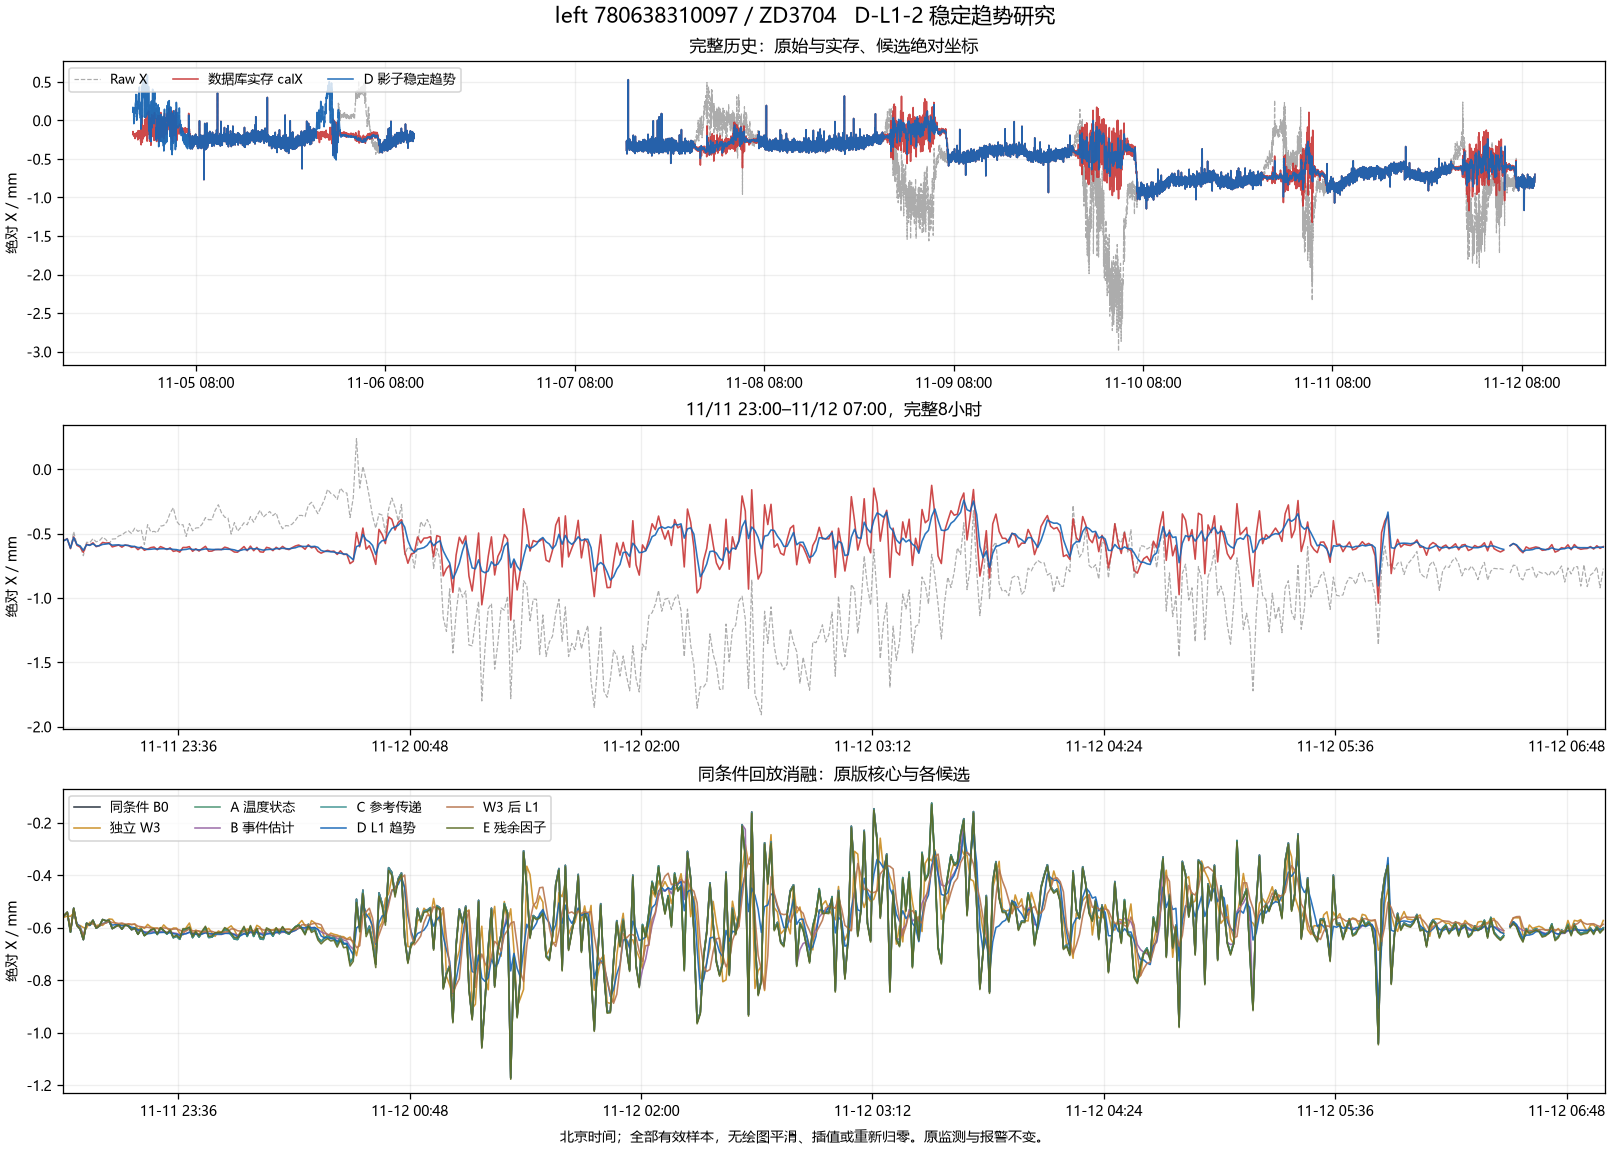 left 780638310097 / ZD3704   D-L1-2 稳定趋势研究
完整历史：原始与实存、候选绝对坐标
Raw X
数据库实存 calX
D 影子稳定趋势
绝对 X / mm
0.5
0.0
-0.5
-1.0
-1.5
-2.0
-2.5
-3.0
11-05 08:00
11-06 08:00
11-07 08:00
11-08 08:00
11-09 08:00
11-10 08:00
11-11 08:00
11-12 08:00
11/11 23:00–11/12 07:00，完整8小时
绝对 X / mm
0.0
-0.5
-1.0
-1.5
-2.0
11-11 23:36
11-12 00:48
11-12 02:00
11-12 03:12
11-12 04:24
11-12 05:36
11-12 06:48
同条件回放消融：原版核心与各候选
同条件 B0
A 温度状态
C 参考传递
W3 后 L1
独立 W3
B 事件估计
D L1 趋势
E 残余因子
绝对 X / mm
-0.2
-0.4
-0.6
-0.8
-1.0
-1.2
11-11 23:36
11-12 00:48
11-12 02:00
11-12 03:12
11-12 04:24
11-12 05:36
11-12 06:48
北京时间；全部有效样本，无绘图平滑、插值或重新归零。原监测与报警不变。